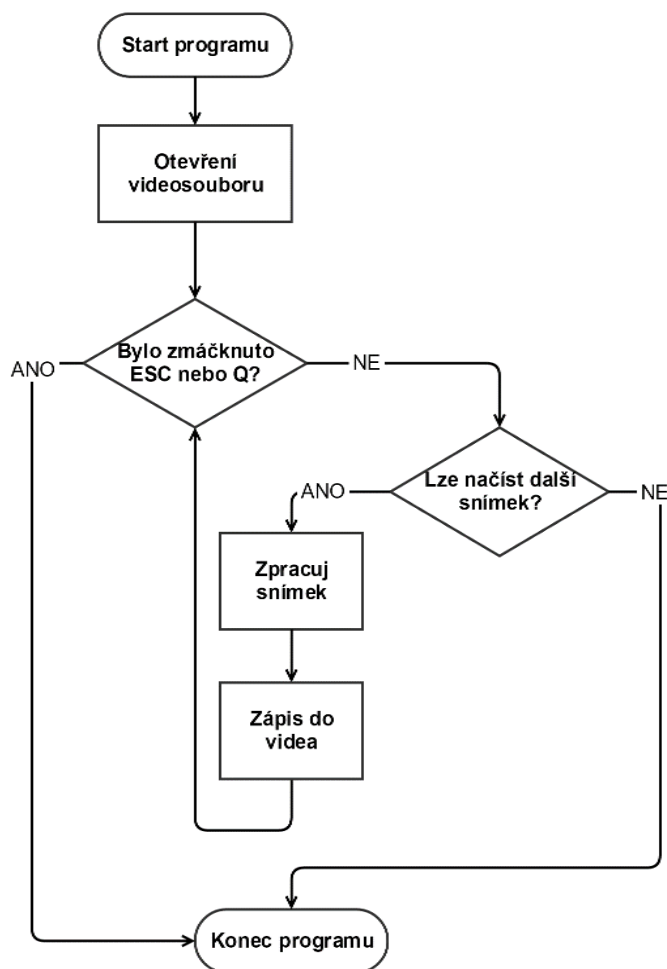 Start programu
Otevření
videosouboru
Bylo zmáčknuto
ESC nebo Q?
ANO
NE
Lze načíst další
snímek?
ANO
NE
Zpracuj
snímek
Zápis do
videa
Konec programu